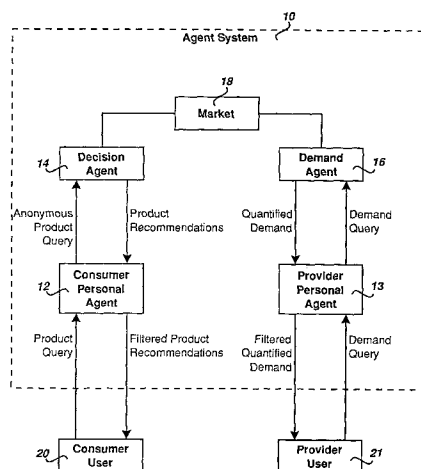 10
Agent System
18
Market
14
Decision
Agent
Demand
Agent
16
Anonymous
Product
Query
Product
Recommendations
Quantified
Demand
Demand
Query
12
Consumer
Personal
Agent
Provider
Personal
Agent
13
Product
Query
Filtered Product
Recommendations
Filtered
Quantified
Demand
Demand
Query
20
Consumer
User
Provider
User
21